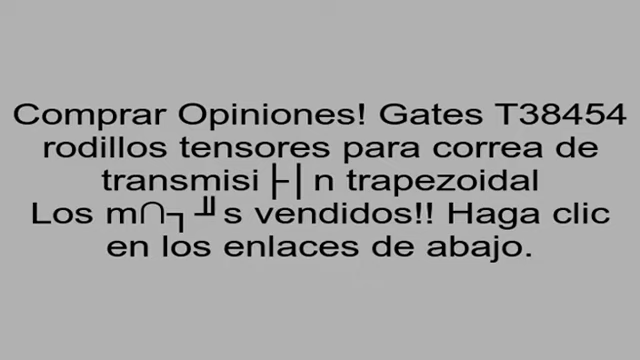 Comprar Opiniones! Gates T38454
rodillos tensores para correa de
transmisi├│n trapezoidal
Los m∩┐╜s vendidos!! Haga clic
en los enlaces de abajo.